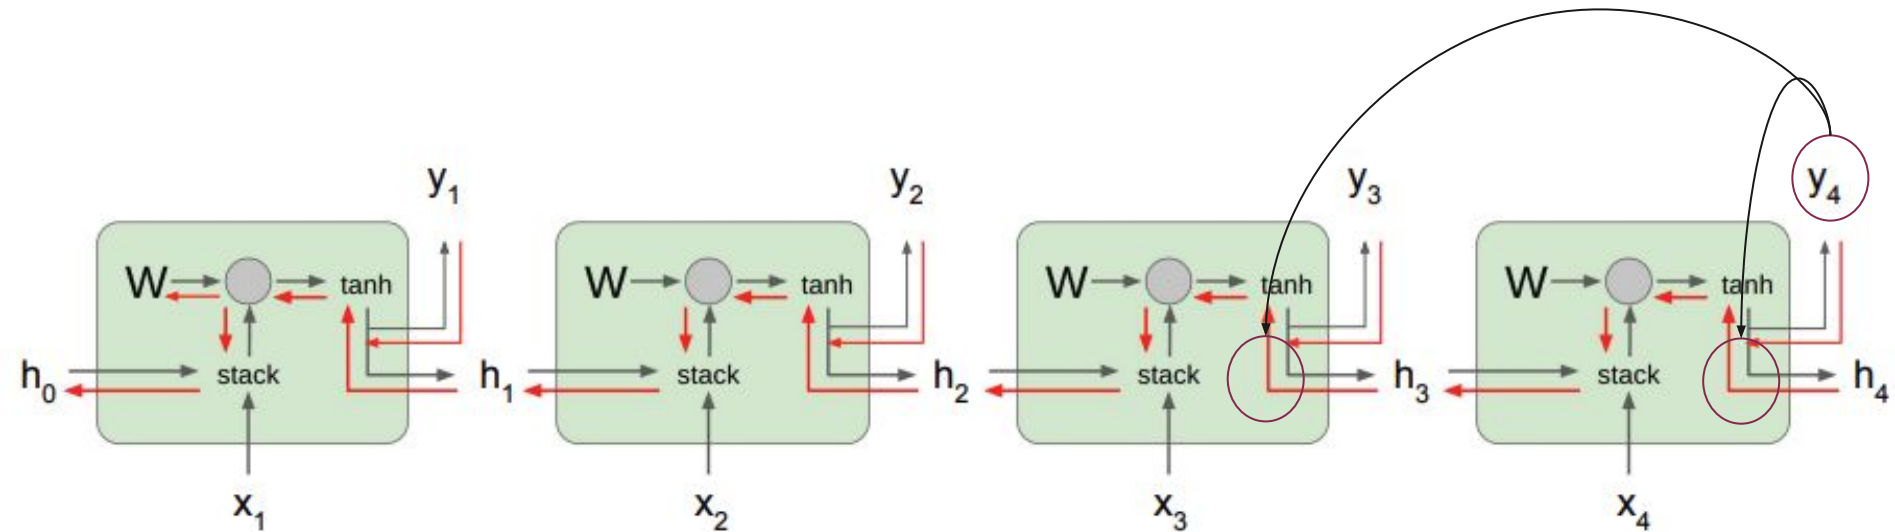 y1 y2 y3 y4
W tanh W tanh W tanh W tanh
h0 stack h1 stack h2 stack h3 stack h4
x1 x2 x3 x4